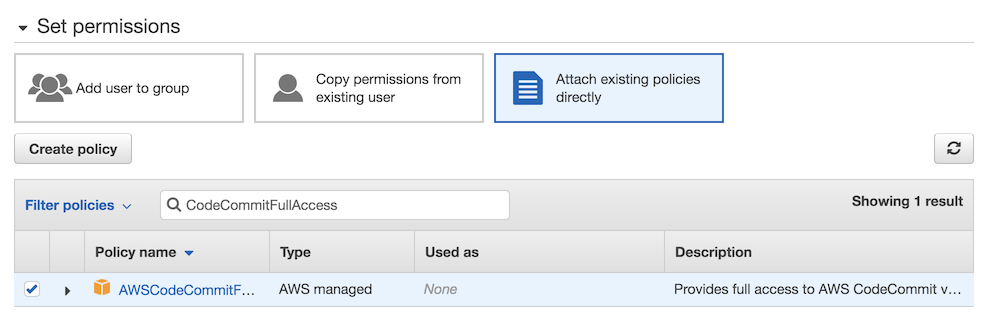 Set permissions
Add user to group
Copy permissions from
existing user
Attach existing policies
directly
Create policy
Filter policies
CodeCommitFullAccess
Showing 1 result
Policy name
Type
Used as
Description
AWSCodeCommitF...
AWS managed
None
Provides full access to AWS CodeCommit v...